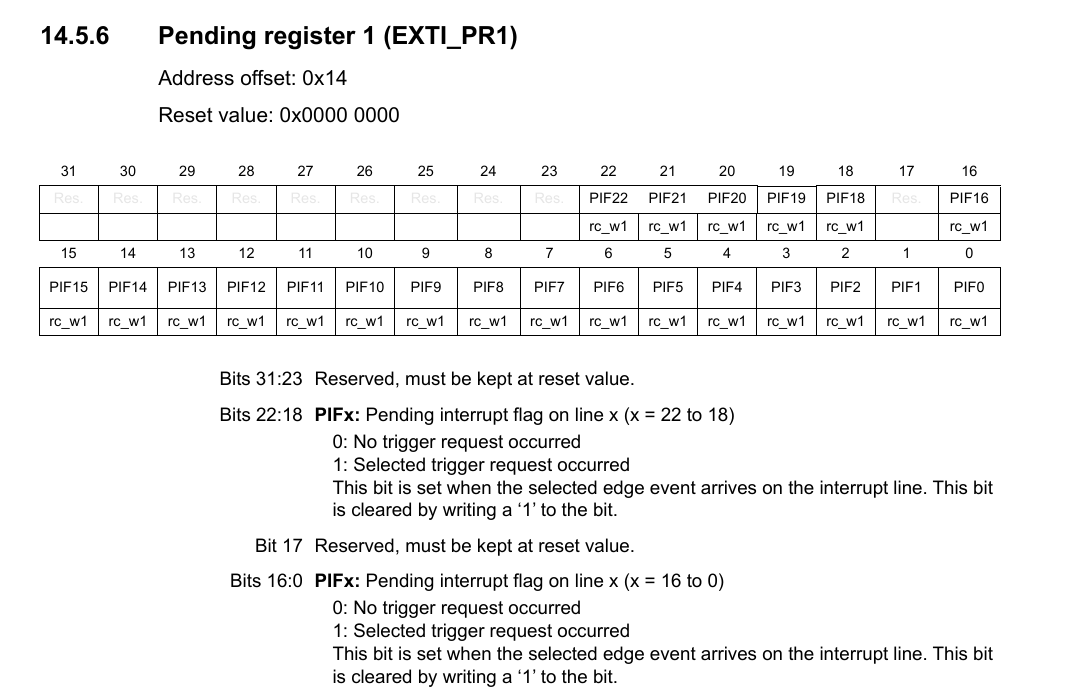 14.5.6 Pending register 1 (EXTI_PR1)
Address offset: 0x14
Reset value: 0x0000 0000
31 30 29 28 27 26 25 24 23 22 21 20 19 18 17 16
Res. Res. Res. Res. Res. Res. Res. Res. Res. PIF22 PIF21 PIF20 PIF19 PIF18 Res. PIF16
rc_w1 rc_w1 rc_w1 rc_w1 rc_w1 rc_w1
15 14 13 12 11 10 9 8 7 6 5 4 3 2 1 0
PIF15 PIF14 PIF13 PIF12 PIF11 PIF10 PIF9 PIF8 PIF7 PIF6 PIF5 PIF4 PIF3 PIF2 PIF1 PIF0
rc_w1 rc_w1 rc_w1 rc_w1 rc_w1 rc_w1 rc_w1 rc_w1 rc_w1 rc_w1 rc_w1 rc_w1 rc_w1 rc_w1 rc_w1 rc_w1
Bits 31:23 Reserved, must be kept at reset value.
Bits 22:18 PIFx: Pending interrupt flag on line x (x = 22 to 18)
0: No trigger request occurred
1: Selected trigger request occurred
This bit is set when the selected edge event arrives on the interrupt line. This bit
is cleared by writing a ‘1’ to the bit.
Bit 17 Reserved, must be kept at reset value.
Bits 16:0 PIFx: Pending interrupt flag on line x (x = 16 to 0)
0: No trigger request occurred
1: Selected trigger request occurred
This bit is set when the selected edge event arrives on the interrupt line. This bit
is cleared by writing a ‘1’ to the bit.